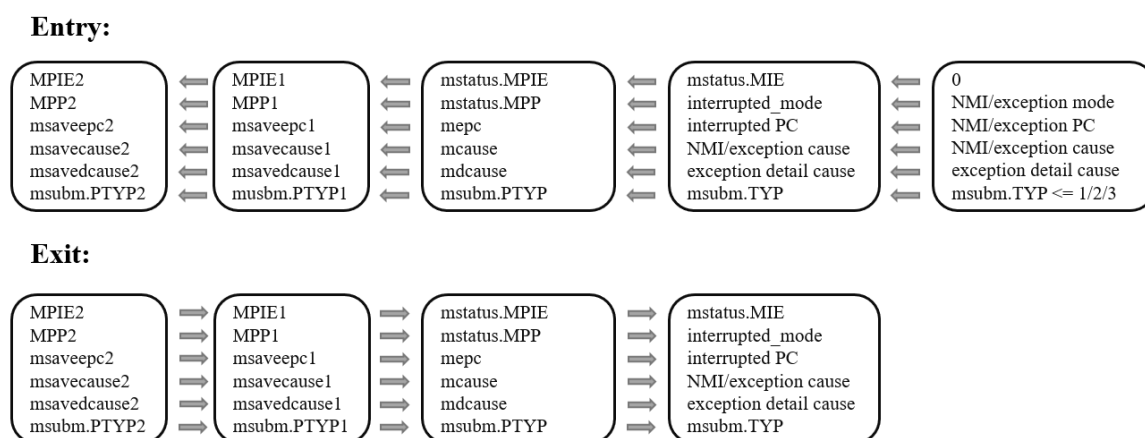 Entry:
MPIE2
MPP2
msaveepc2
msavecause2
msavedcause2
msubm.PTYP2
MPIE1
MPP1
msaveepc1
msavecause1
msavedcause1
musbm.PTYP1
mstatus.MPIE
mstatus.MPP
mepc
mcause
mdcause
msubm.PTYP
mstatus.MIE
interrupted_mode
interrupted PC
NMI/exception cause
exception detail cause
msubm.TYP
0
NMI/exception mode
NMI/exception PC
NMI/exception cause
exception detail cause
msubm.TYP <= 1/2/3
Exit:
MPIE2
MPP2
msaveepc2
msavecause2
msavedcause2
msubm.PTYP2
MPIE1
MPP1
msaveepc1
msavecause1
msavedcause1
msubm.PTYP1
mstatus.MPIE
mstatus.MPP
mepc
mcause
mdcause
msubm.PTYP
mstatus.MIE
interrupted_mode
interrupted PC
NMI/exception cause
exception detail cause
msubm.TYP